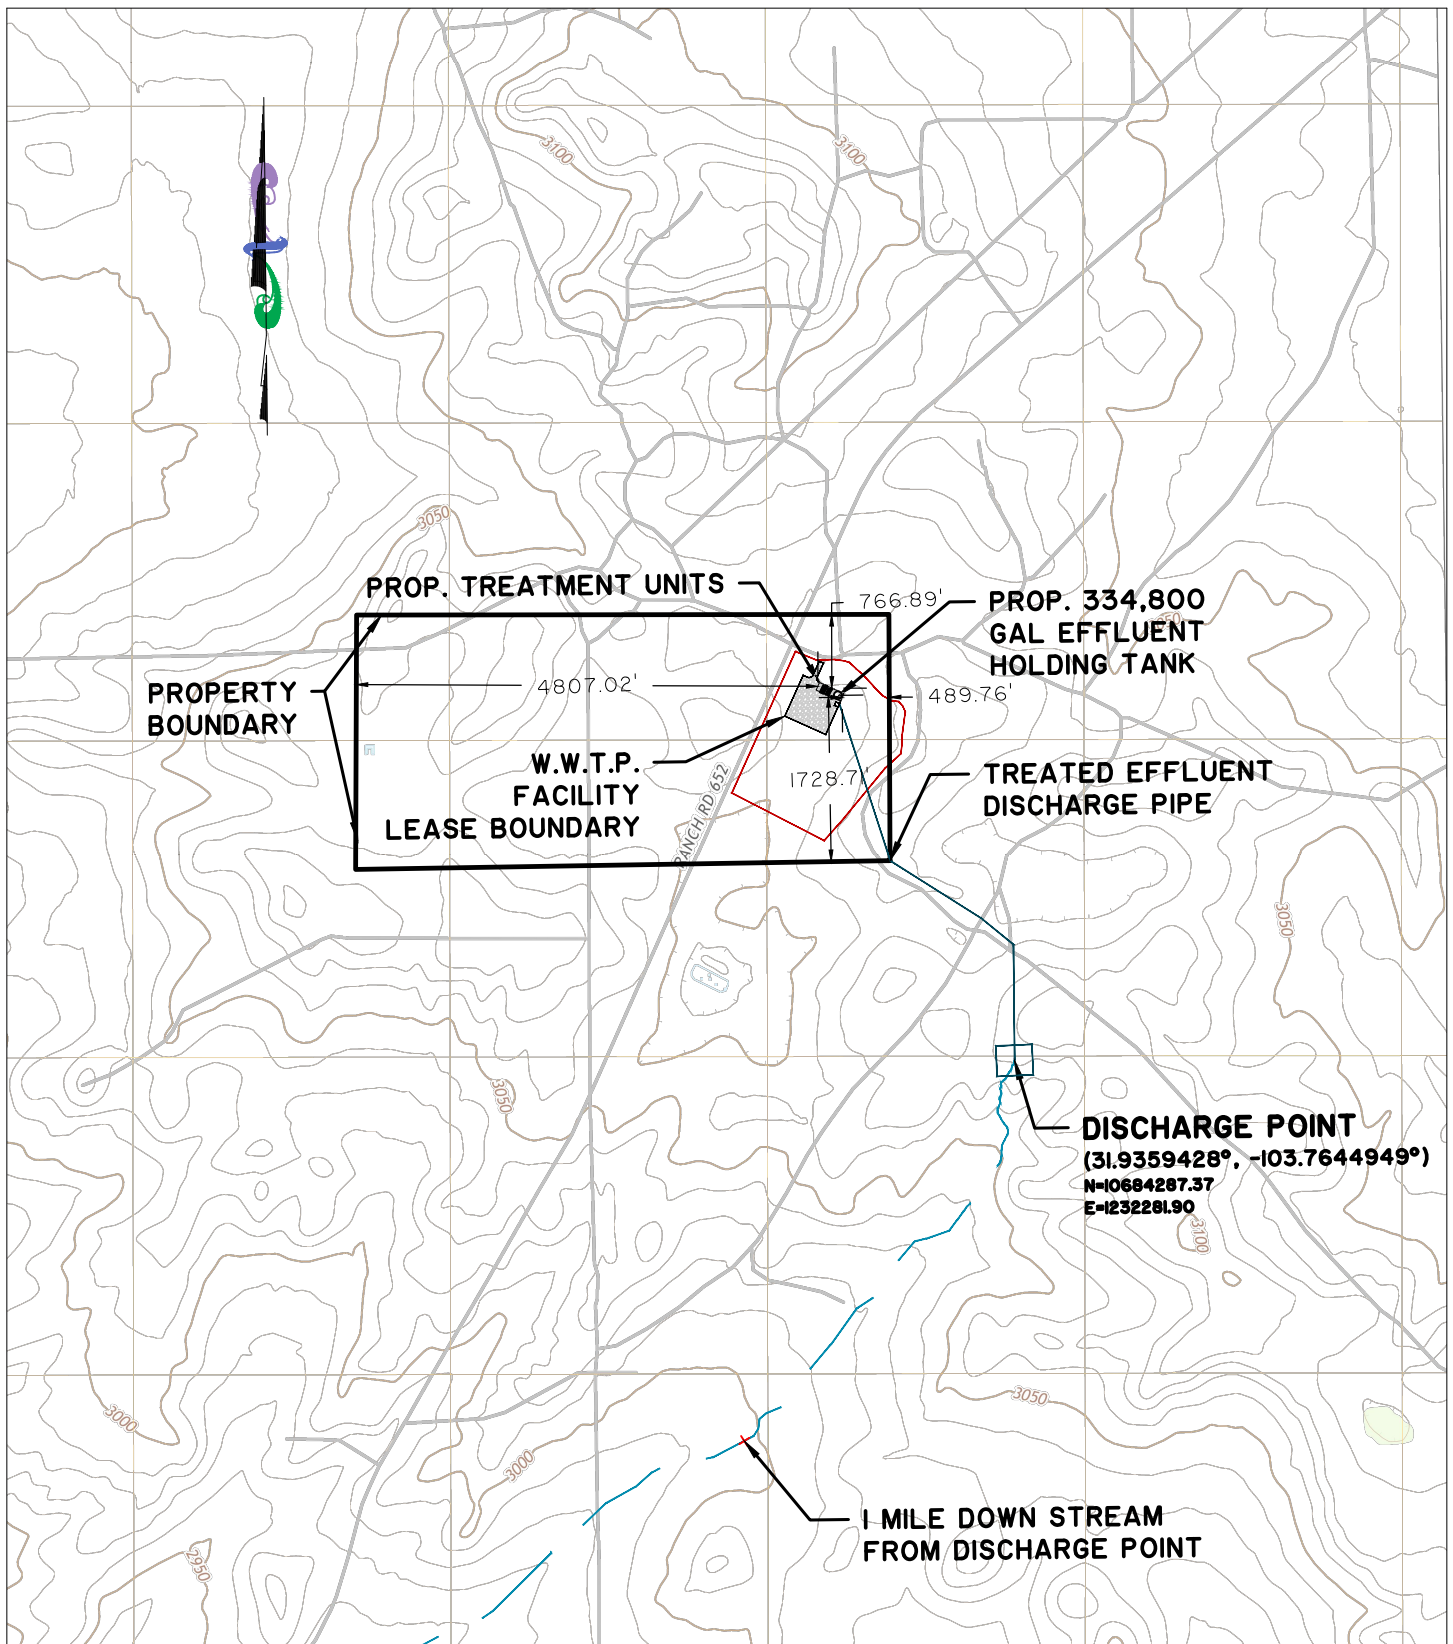 3100
3100
3050
PROP. TREATMENT UNITS
766.89'
PROP. 334,800
GAL EFFLUENT
HOLDING TANK
PROPERTY
BOUNDARY
4807.02'
489.76'
W.W.T.P.
FACILITY
LEASE BOUNDARY
RANCH RD 652
1728.71'
TREATED EFFLUENT
DISCHARGE PIPE
3050
3050
DISCHARGE POINT
(31.9359428°, -103.7644949°)
N=10684287.37
E=1232281.90
3100
3000
3050
3000
2950
1 MILE DOWN STREAM
FROM DISCHARGE POINT